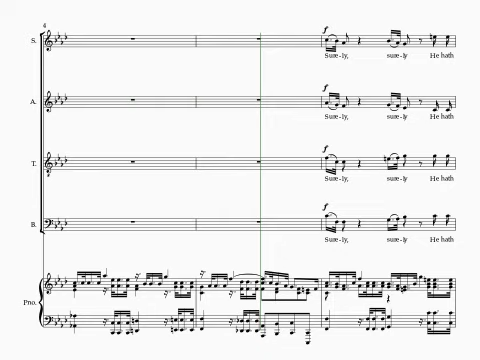 4
S.
f
Sure-ly, sure-ly He hath
A.
f
Sure-ly, sure-ly He hath
T.
f
Sure-ly, sure-ly He hath
B.
f
Sure-ly, sure-ly He hath
Pno.
f